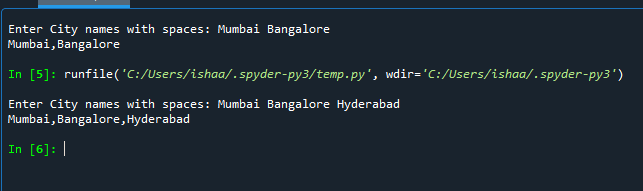 Enter City names with spaces: Mumbai Bangalore
Mumbai,Bangalore
In [5]: runfile('C:/Users/ishaa/.spyder-py3/temp.py', wdir='C:/Users/ishaa/.spyder-py3')
Enter City names with spaces: Mumbai Bangalore Hyderabad
Mumbai,Bangalore,Hyderabad
In [6]: